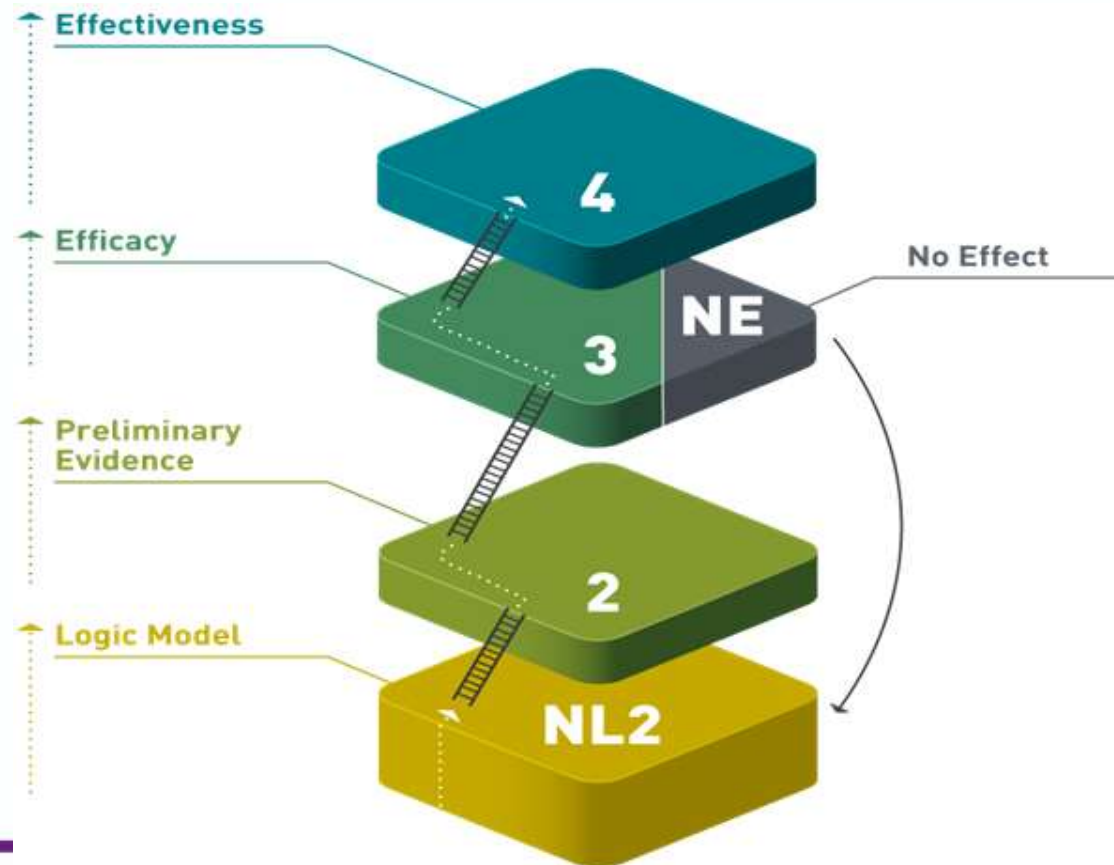 Effectiveness
4
Efficacy
No Effect
NE
3
Preliminary
Evidence
2
Logic Model
NL2